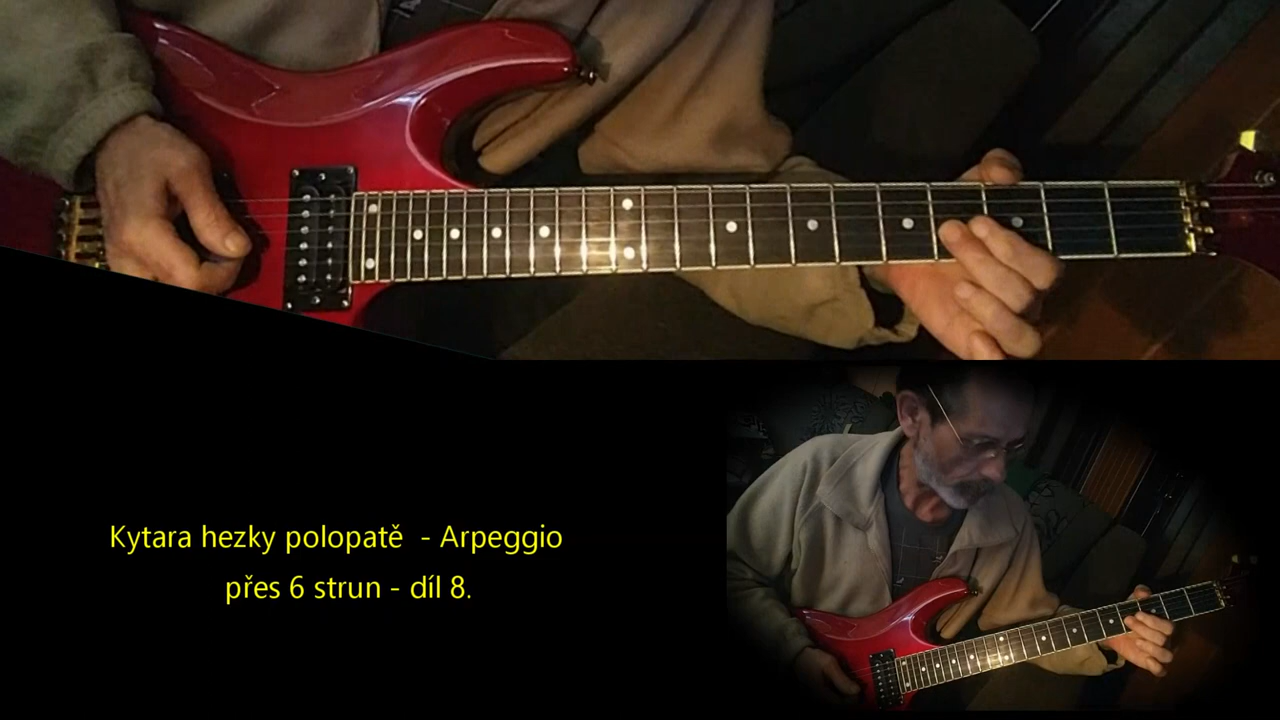 Kytara hezky polopatě - Arpeggio
přes 6 strun - díl 8.